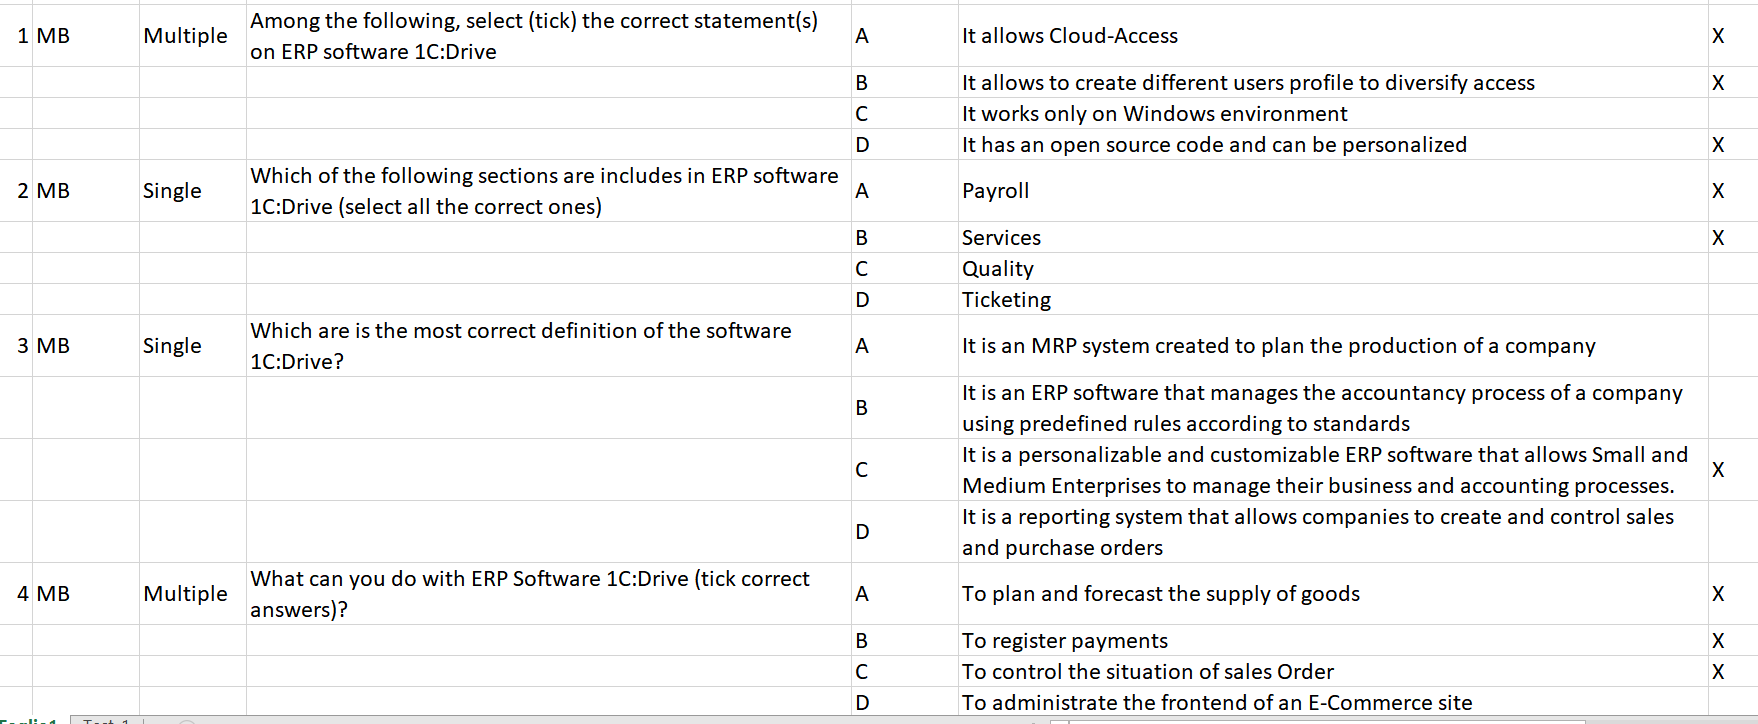 1 MB Multiple Among the following, select (tick) the correct statement(s) on ERP software 1C:Drive A It allows Cloud-Access X
B It allows to create different users profile to diversify access X
C It works only on Windows environment
D It has an open source code and can be personalized X
2 MB Single Which of the following sections are includes in ERP software 1C:Drive (select all the correct ones) A Payroll X
B Services X
C Quality
D Ticketing
3 MB Single Which are is the most correct definition of the software 1C:Drive? A It is an MRP system created to plan the production of a company
B It is an ERP software that manages the accountancy process of a company using predefined rules according to standards
C It is a personalizable and customizable ERP software that allows Small and Medium Enterprises to manage their business and accounting processes. X
D It is a reporting system that allows companies to create and control sales and purchase orders
4 MB Multiple What can you do with ERP Software 1C:Drive (tick correct answers)? A To plan and forecast the supply of goods X
B To register payments X
C To control the situation of sales Order X
D To administrate the frontend of an E-Commerce site